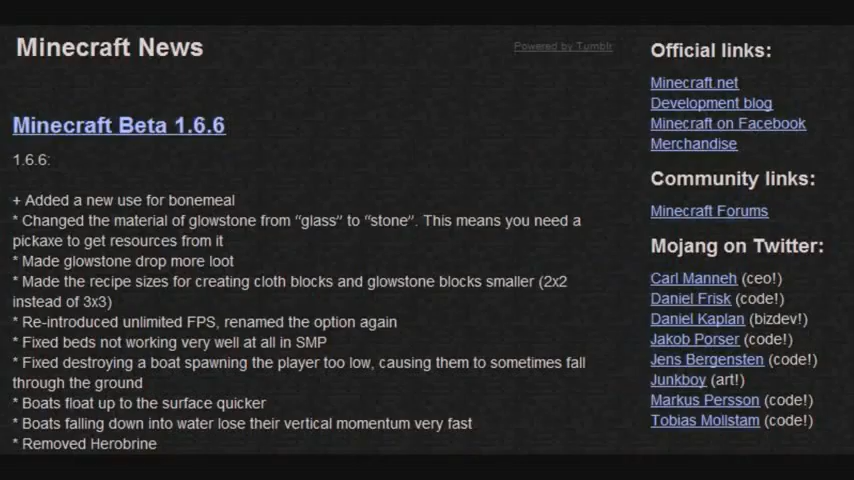 Minecraft News
Powered by Tumblr
Minecraft Beta 1.6.6
1.6.6:
+ Added a new use for bonemeal
* Changed the material of glowstone from "glass" to "stone". This means you need a
pickaxe to get resources from it
* Made glowstone drop more loot
* Made the recipe sizes for creating cloth blocks and glowstone blocks smaller (2x2
instead of 3x3)
* Re-introduced unlimited FPS, renamed the option again
* Fixed beds not working very well at all in SMP
* Fixed destroying a boat spawning the player too low, causing them to sometimes fall
through the ground
* Boats float up to the surface quicker
* Boats falling down into water lose their vertical momentum very fast
* Removed Herobrine
Official links:
Minecraft.net
Development blog
Minecraft on Facebook
Merchandise
Community links:
Minecraft Forums
Mojang on Twitter:
Carl Manneh (ceo!)
Daniel Frisk (code!)
Daniel Kaplan (bizdev!)
Jakob Porser (code!)
Jens Bergensten (code!)
Junkboy (art!)
Markus Persson (code!)
Tobias Mollstam (code!)